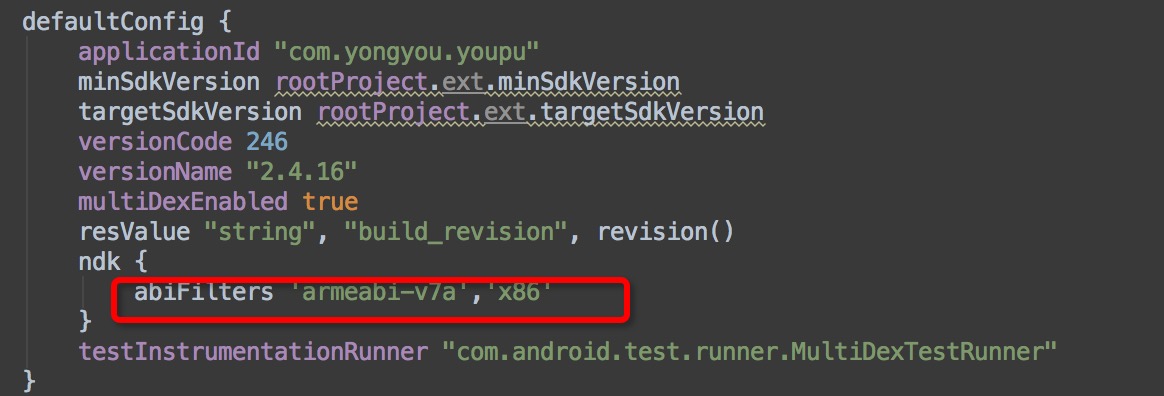 defaultConfig {
applicationId "com.yongyou.youpu"
minSdkVersion rootProject.ext.minSdkVersion
targetSdkVersion rootProject.ext.targetSdkVersion
versionCode 246
versionName "2.4.16"
multiDexEnabled true
resValue "string", "build_revision", revision()
ndk {
abiFilters 'armeabi-v7a','x86'
}
testInstrumentationRunner "com.android.test.runner.MultiDexTestRunner"
}